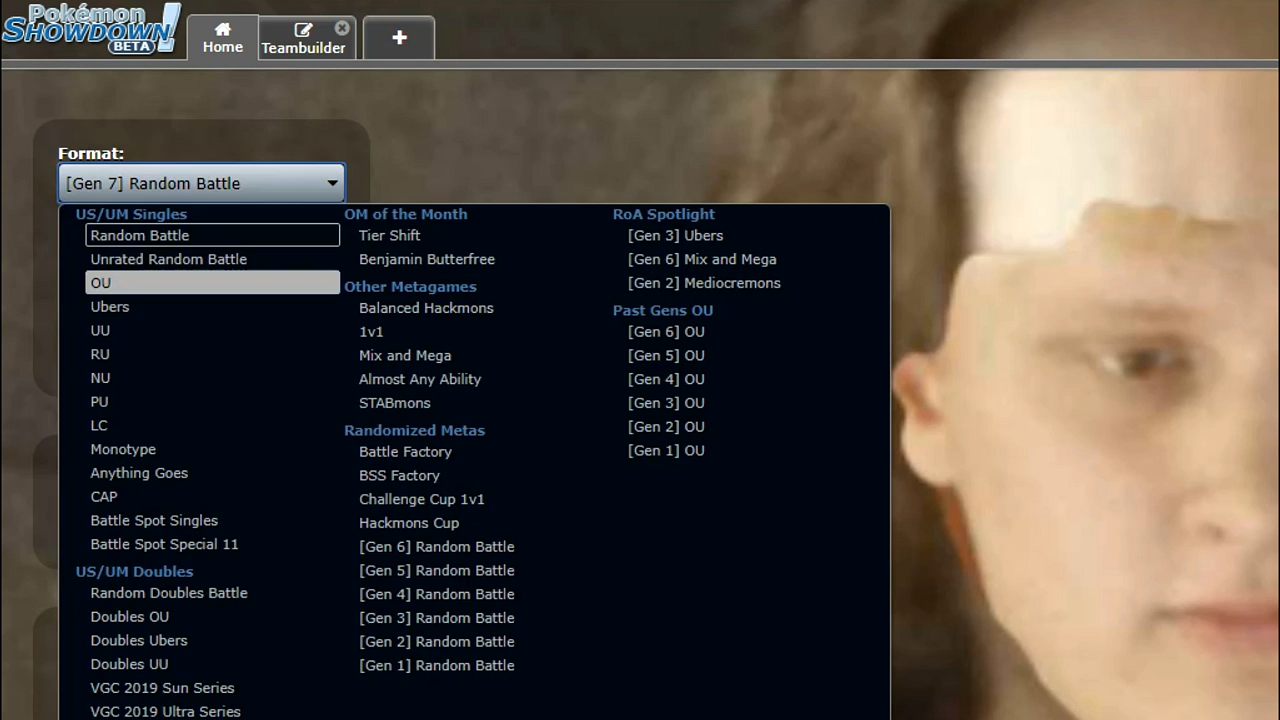 Pokémon
SHOWDOWN!
BETA
Home
Teambuilder
Format:
[Gen 7] Random Battle
US/UM Singles
Random Battle
Unrated Random Battle
OU
Ubers
UU
RU
NU
PU
LC
Monotype
Anything Goes
CAP
Battle Spot Singles
Battle Spot Special 11
US/UM Doubles
Random Doubles Battle
Doubles OU
Doubles Ubers
Doubles UU
VGC 2019 Sun Series
VGC 2019 Ultra Series
OM of the Month
Tier Shift
Benjamin Butterfree
Other Metagames
Balanced Hackmons
1v1
Mix and Mega
Almost Any Ability
STABmons
Randomized Metas
Battle Factory
BSS Factory
Challenge Cup 1v1
Hackmons Cup
[Gen 6] Random Battle
[Gen 5] Random Battle
[Gen 4] Random Battle
[Gen 3] Random Battle
[Gen 2] Random Battle
[Gen 1] Random Battle
RoA Spotlight
[Gen 3] Ubers
[Gen 6] Mix and Mega
[Gen 2] Mediocremons
Past Gens OU
[Gen 6] OU
[Gen 5] OU
[Gen 4] OU
[Gen 3] OU
[Gen 2] OU
[Gen 1] OU